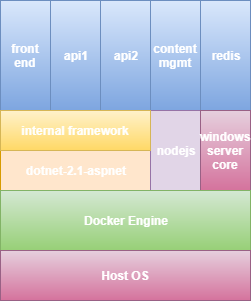 front
end
api1
api2
content
mgmt
redis
internal framework
dotnet-2.1-aspnet
nodejs
windows
server
core
Docker Engine
Host OS